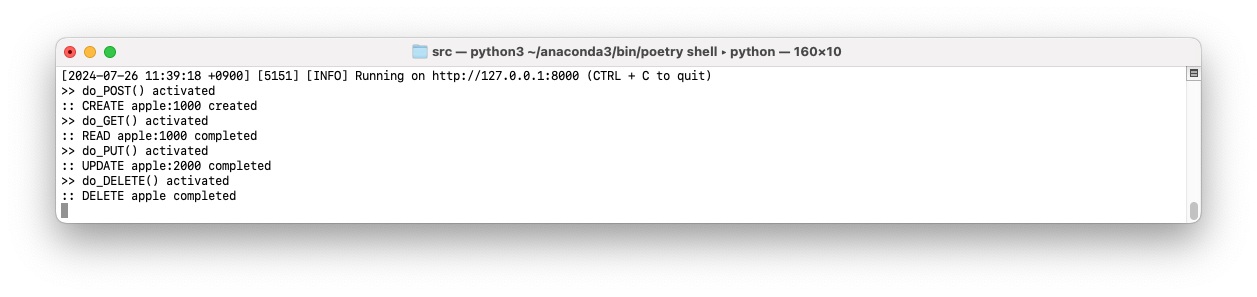 src — python3 ~/anaconda3/bin/poetry shell ▸ python — 160×10
[2024-07-26 11:39:18 +0900] [5151] [INFO] Running on http://127.0.0.1:8000 (CTRL + C to quit)
>> do_POST() activated
:: CREATE apple:1000 created
>> do_GET() activated
:: READ apple:1000 completed
>> do_PUT() activated
:: UPDATE apple:2000 completed
>> do_DELETE() activated
:: DELETE apple completed